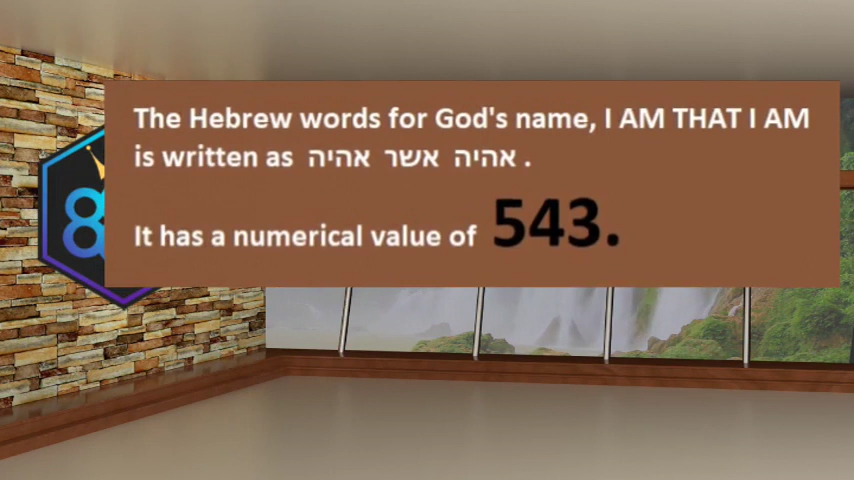 The Hebrew words for God's name, I AM THAT I AM
is written as אהיה אשר אהיה .
It has a numerical value of 543.
8